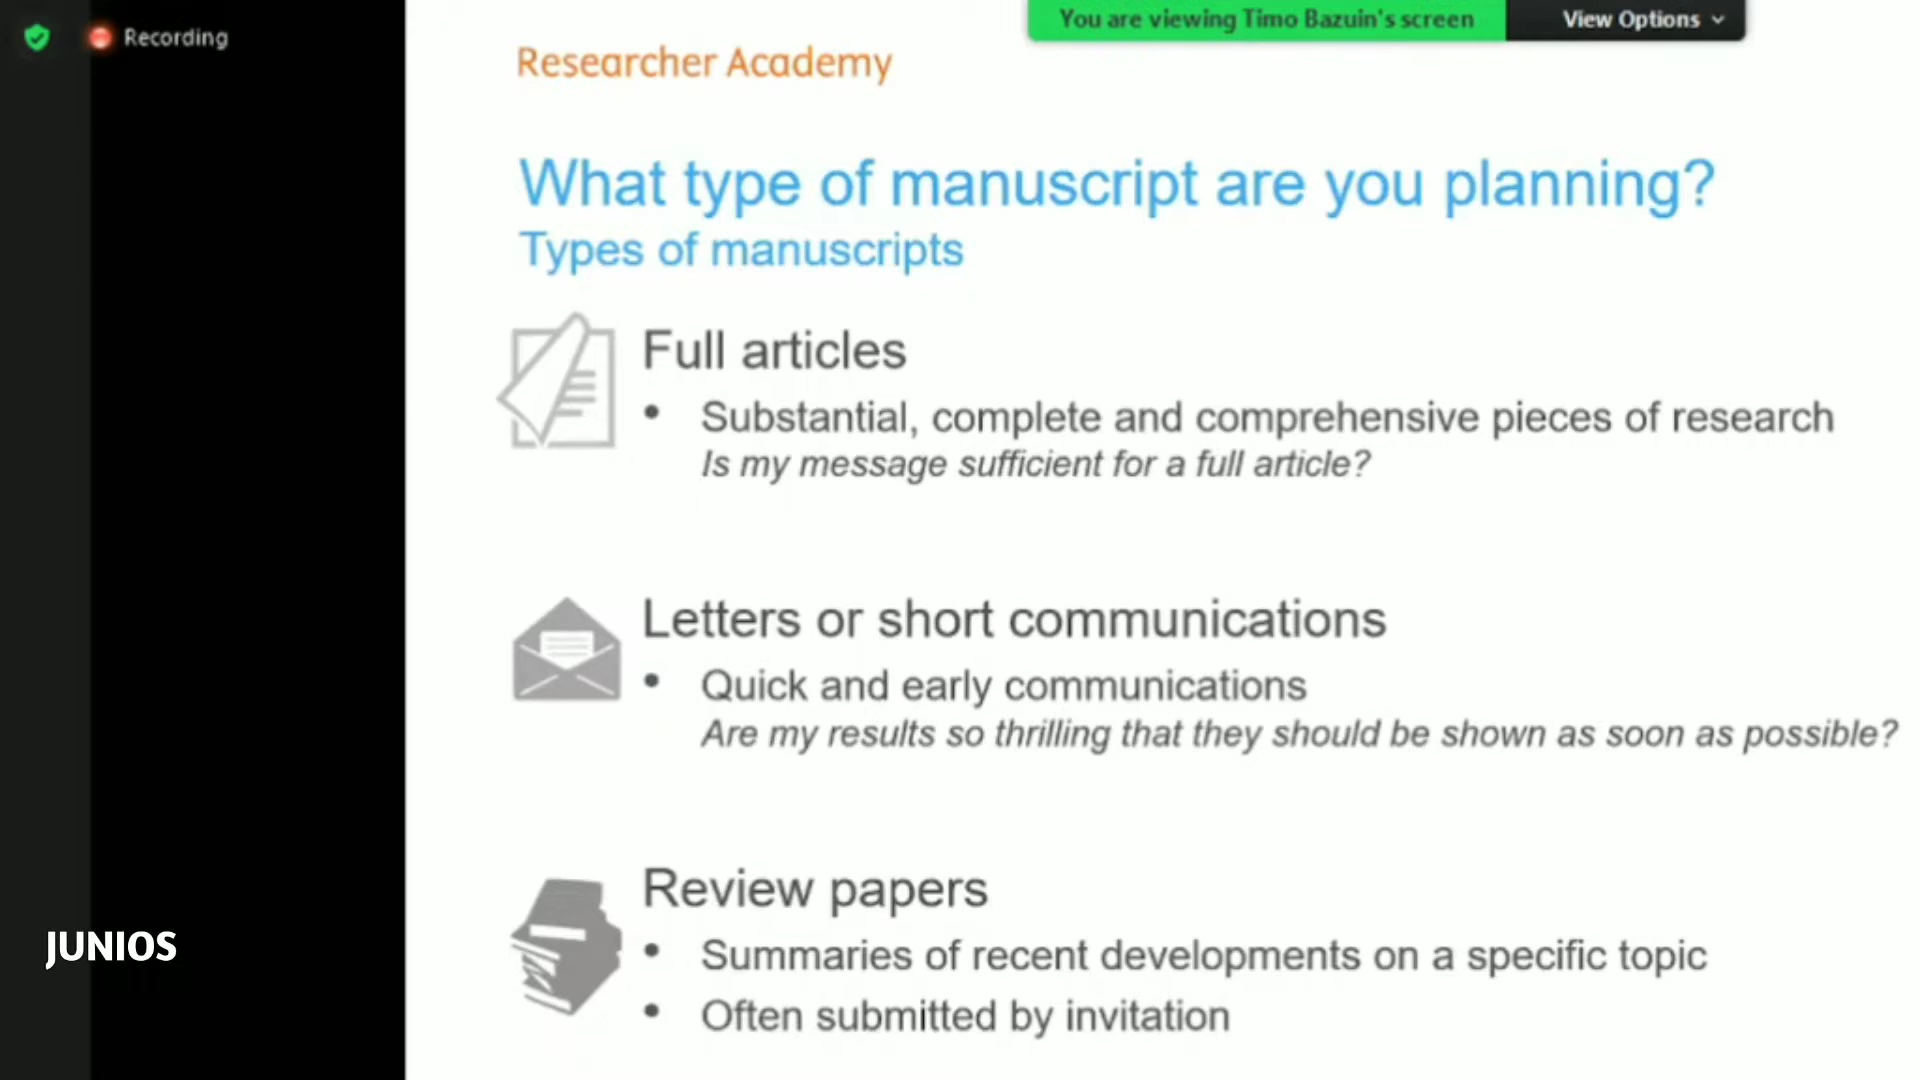 Recording
You are viewing Timo Bazuin's screen
View Options
Researcher Academy
What type of manuscript are you planning?
Types of manuscripts
Full articles
• Substantial, complete and comprehensive pieces of research
Is my message sufficient for a full article?
Letters or short communications
• Quick and early communications
Are my results so thrilling that they should be shown as soon as possible?
Review papers
• Summaries of recent developments on a specific topic
• Often submitted by invitation
JUNIOS